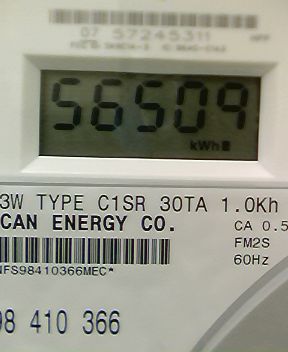 07 57245311
56509
kWh
3W TYPE C1SR 30TA 1.0Kh
CAN ENERGY CO.
CA 0.5
FM2S
60Hz
NFS98410366MEC*
98 410 366